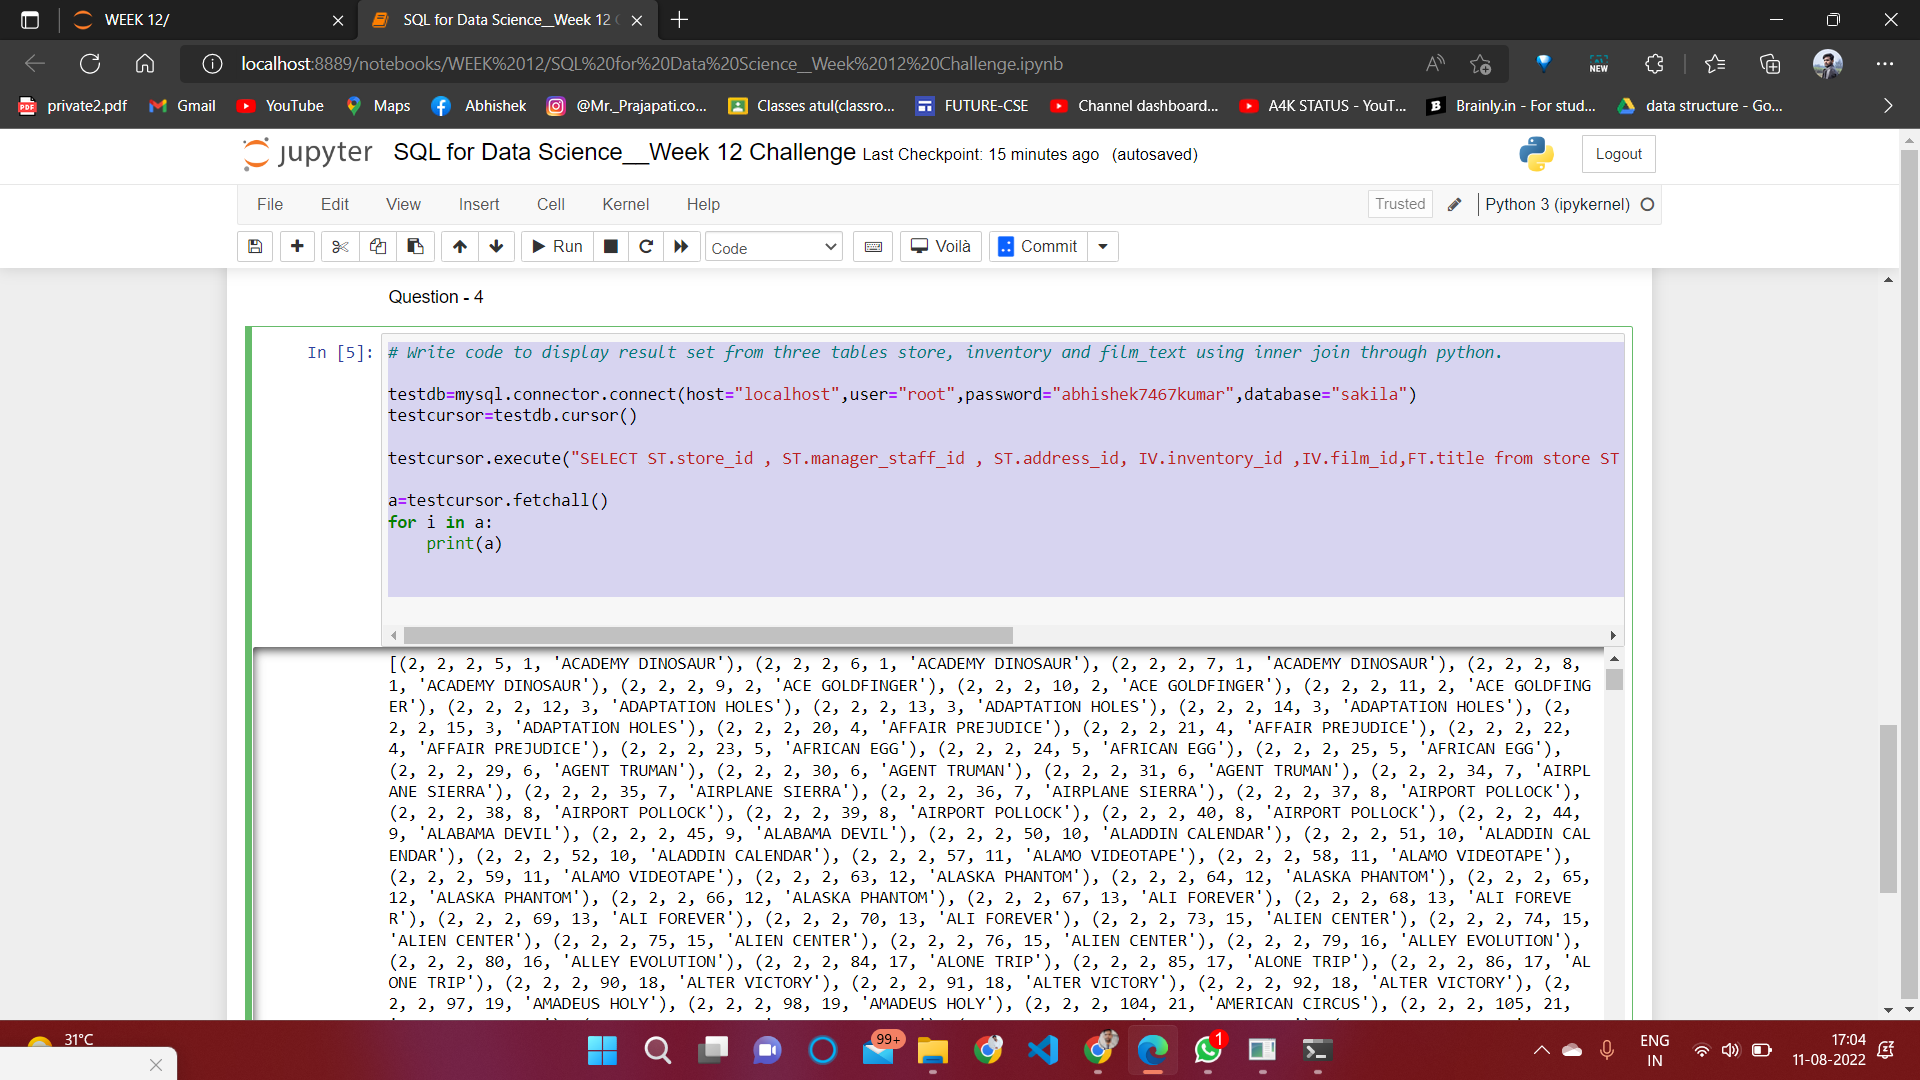 WEEK 12/
SQL for Data Science__Week 12
localhost:8889/notebooks/WEEK%2012/SQL%20for%20Data%20Science__Week%2012%20Challenge.ipynb
NEW
private2.pdf Gmail YouTube Maps Abhishek @Mr._Prajapati.co... Classes atul(classro... FUTURE-CSE Channel dashboard... A4K STATUS - YouT... Brainly.in - For stud... data structure - Go...
jupyter SQL for Data Science__Week 12 Challenge Last Checkpoint: 15 minutes ago (autosaved) Logout
File Edit View Insert Cell Kernel Help Trusted Python 3 (ipykernel)
Run Code Voilà Commit
Question - 4
In [5]: # Write code to display result set from three tables store, inventory and film_text using inner join through python.
testdb=mysql.connector.connect(host="localhost",user="root",password="abhishek7467kumar",database="sakila")
testcursor=testdb.cursor()
testcursor.execute("SELECT ST.store_id , ST.manager_staff_id , ST.address_id, IV.inventory_id ,IV.film_id,FT.title from store ST
a=testcursor.fetchall()
for i in a:
print(a)
[(2, 2, 2, 5, 1, 'ACADEMY DINOSAUR'), (2, 2, 2, 6, 1, 'ACADEMY DINOSAUR'), (2, 2, 2, 7, 1, 'ACADEMY DINOSAUR'), (2, 2, 2, 8,
1, 'ACADEMY DINOSAUR'), (2, 2, 2, 9, 2, 'ACE GOLDFINGER'), (2, 2, 2, 10, 2, 'ACE GOLDFINGER'), (2, 2, 2, 11, 2, 'ACE GOLDFING
ER'), (2, 2, 2, 12, 3, 'ADAPTATION HOLES'), (2, 2, 2, 13, 3, 'ADAPTATION HOLES'), (2, 2, 2, 14, 3, 'ADAPTATION HOLES'), (2,
2, 2, 15, 3, 'ADAPTATION HOLES'), (2, 2, 2, 20, 4, 'AFFAIR PREJUDICE'), (2, 2, 2, 21, 4, 'AFFAIR PREJUDICE'), (2, 2, 2, 22,
4, 'AFFAIR PREJUDICE'), (2, 2, 2, 23, 5, 'AFRICAN EGG'), (2, 2, 2, 24, 5, 'AFRICAN EGG'), (2, 2, 2, 25, 5, 'AFRICAN EGG'),
(2, 2, 2, 29, 6, 'AGENT TRUMAN'), (2, 2, 2, 30, 6, 'AGENT TRUMAN'), (2, 2, 2, 31, 6, 'AGENT TRUMAN'), (2, 2, 2, 34, 7, 'AIRPL
ANE SIERRA'), (2, 2, 2, 35, 7, 'AIRPLANE SIERRA'), (2, 2, 2, 36, 7, 'AIRPLANE SIERRA'), (2, 2, 2, 37, 8, 'AIRPORT POLLOCK'),
(2, 2, 2, 38, 8, 'AIRPORT POLLOCK'), (2, 2, 2, 39, 8, 'AIRPORT POLLOCK'), (2, 2, 2, 40, 8, 'AIRPORT POLLOCK'), (2, 2, 2, 44,
9, 'ALABAMA DEVIL'), (2, 2, 2, 45, 9, 'ALABAMA DEVIL'), (2, 2, 2, 50, 10, 'ALADDIN CALENDAR'), (2, 2, 2, 51, 10, 'ALADDIN CAL
ENDAR'), (2, 2, 2, 52, 10, 'ALADDIN CALENDAR'), (2, 2, 2, 57, 11, 'ALAMO VIDEOTAPE'), (2, 2, 2, 58, 11, 'ALAMO VIDEOTAPE'),
(2, 2, 2, 59, 11, 'ALAMO VIDEOTAPE'), (2, 2, 2, 63, 12, 'ALASKA PHANTOM'), (2, 2, 2, 64, 12, 'ALASKA PHANTOM'), (2, 2, 2, 65,
12, 'ALASKA PHANTOM'), (2, 2, 2, 66, 12, 'ALASKA PHANTOM'), (2, 2, 2, 67, 13, 'ALI FOREVER'), (2, 2, 2, 68, 13, 'ALI FOREVE
R'), (2, 2, 2, 69, 13, 'ALI FOREVER'), (2, 2, 2, 70, 13, 'ALI FOREVER'), (2, 2, 2, 73, 15, 'ALIEN CENTER'), (2, 2, 2, 74, 15,
'ALIEN CENTER'), (2, 2, 2, 75, 15, 'ALIEN CENTER'), (2, 2, 2, 76, 15, 'ALIEN CENTER'), (2, 2, 2, 79, 16, 'ALLEY EVOLUTION'),
(2, 2, 2, 80, 16, 'ALLEY EVOLUTION'), (2, 2, 2, 84, 17, 'ALONE TRIP'), (2, 2, 2, 85, 17, 'ALONE TRIP'), (2, 2, 2, 86, 17, 'AL
ONE TRIP'), (2, 2, 2, 90, 18, 'ALTER VICTORY'), (2, 2, 2, 91, 18, 'ALTER VICTORY'), (2, 2, 2, 92, 18, 'ALTER VICTORY'), (2,
2, 2, 97, 19, 'AMADEUS HOLY'), (2, 2, 2, 98, 19, 'AMADEUS HOLY'), (2, 2, 2, 104, 21, 'AMERICAN CIRCUS'), (2, 2, 2, 105, 21,
31°C
99+
1
ENG
IN
17:04
11-08-2022